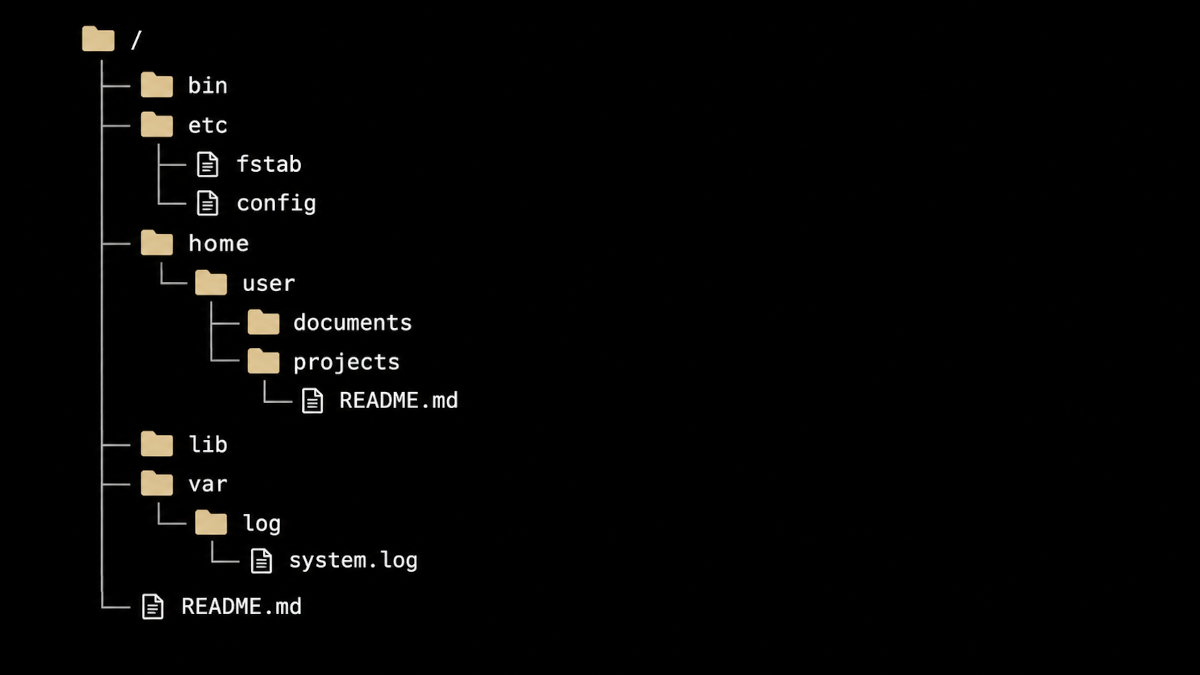 /
bin
etc
fstab
config
home
user
documents
projects
README.md
lib
var
log
system.log
README.md